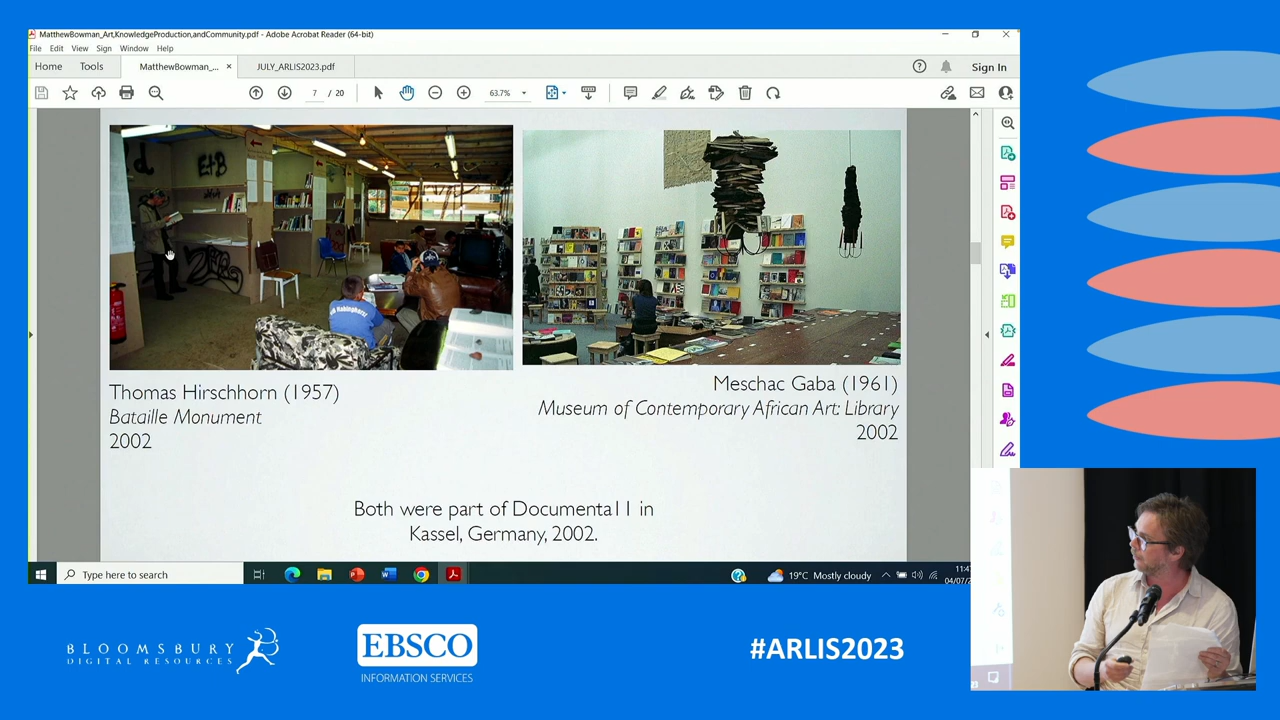 MatthewBowman_Art,KnowledgeProduction,andCommunity.pdf - Adobe Acrobat Reader (64-bit)
File Edit View Sign Window Help
Home Tools MatthewBowman_... × JULY_ARLIS2023.pdf Sign In
7 / 20 63.7%
E+B
Thomas Hirschhorn (1957)
Bataille Monument
2002
Meschac Gaba (1961)
Museum of Contemporary African Art: Library
2002
Both were part of Documenta11 in
Kassel, Germany, 2002.
Type here to search
19°C Mostly cloudy
11:4
04/07/2
BLOOMSBURY
DIGITAL RESOURCES
EBSCO
INFORMATION SERVICES
#ARLIS2023